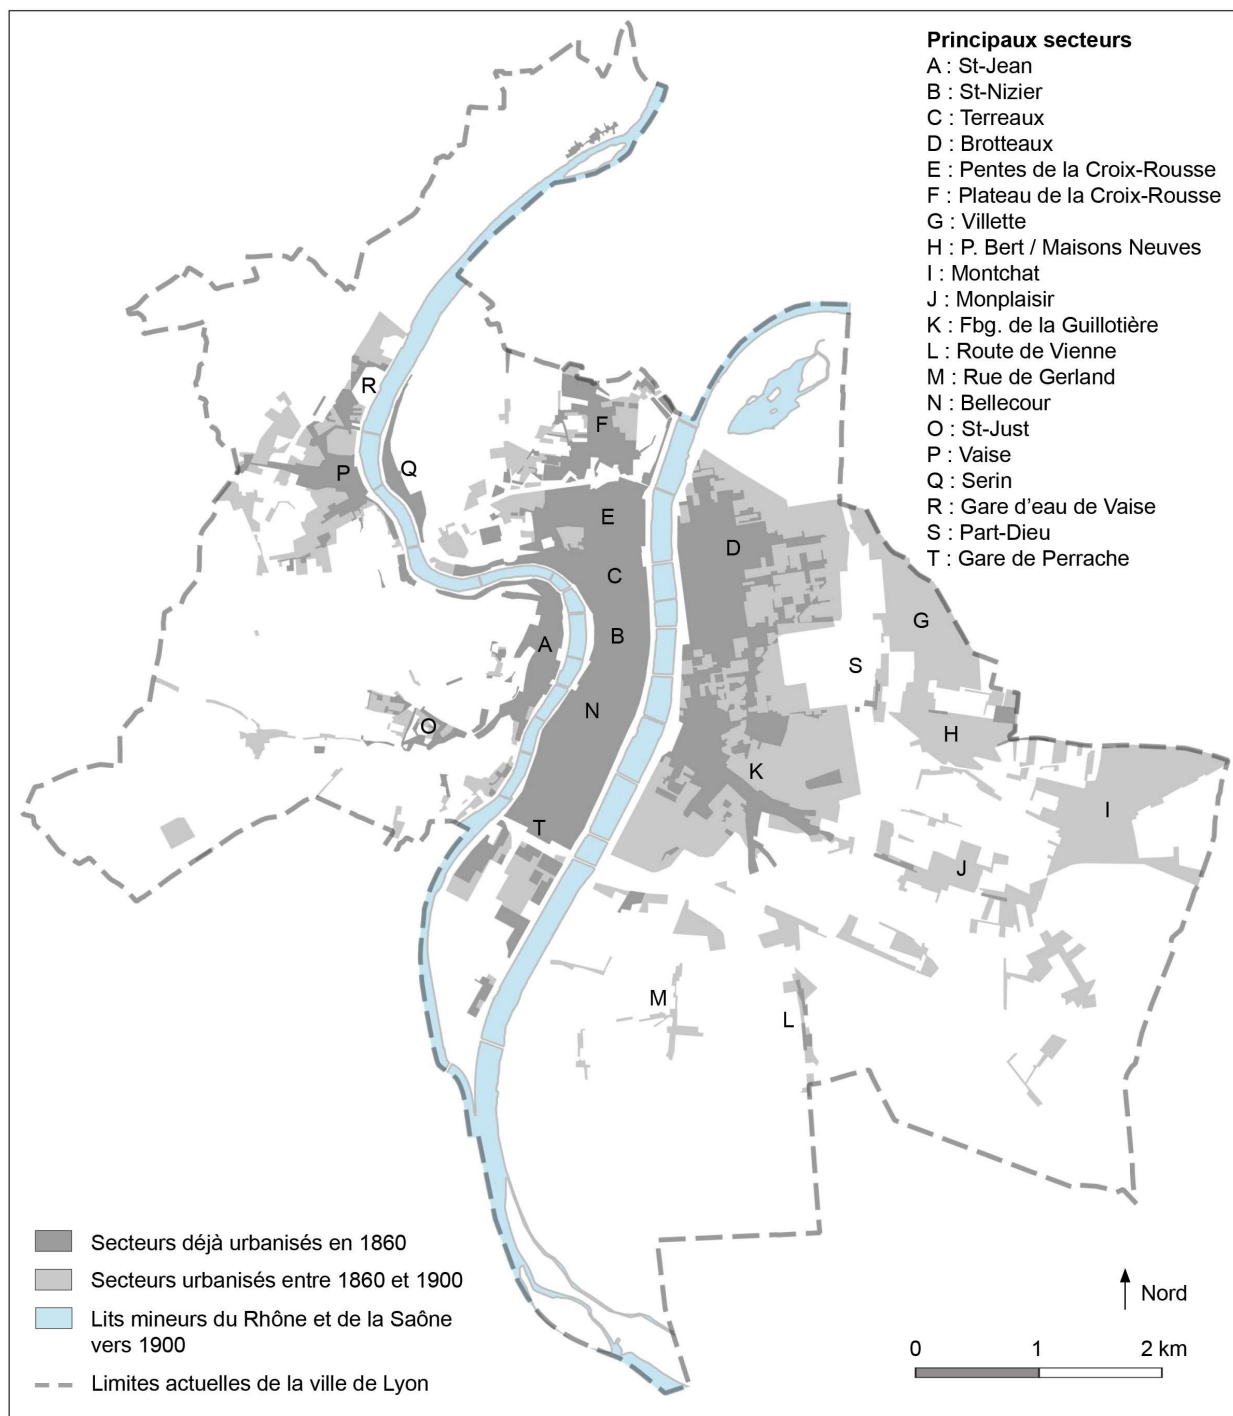 Principaux secteurs
A : St-Jean
B : St-Nizier
C : Terreaux
D : Brotteaux
E : Pentes de la Croix-Rousse
F : Plateau de la Croix-Rousse
G : Villette
H : P. Bert / Maisons Neuves
I : Montchat
J : Monplaisir
K : Fbg. de la Guillotière
L : Route de Vienne
M : Rue de Gerland
N : Bellecour
O : St-Just
P : Vaise
Q : Serin
R : Gare d'eau de Vaise
S : Part-Dieu
T : Gare de Perrache
R
F
P
Q
E
D
C
G
B
A
S
N
O
H
K
I
T
J
M
L
Secteurs déjà urbanisés en 1860
Secteurs urbanisés entre 1860 et 1900
Lits mineurs du Rhône et de la Saône
vers 1900
Limites actuelles de la ville de Lyon
Nord
0 1 2 km